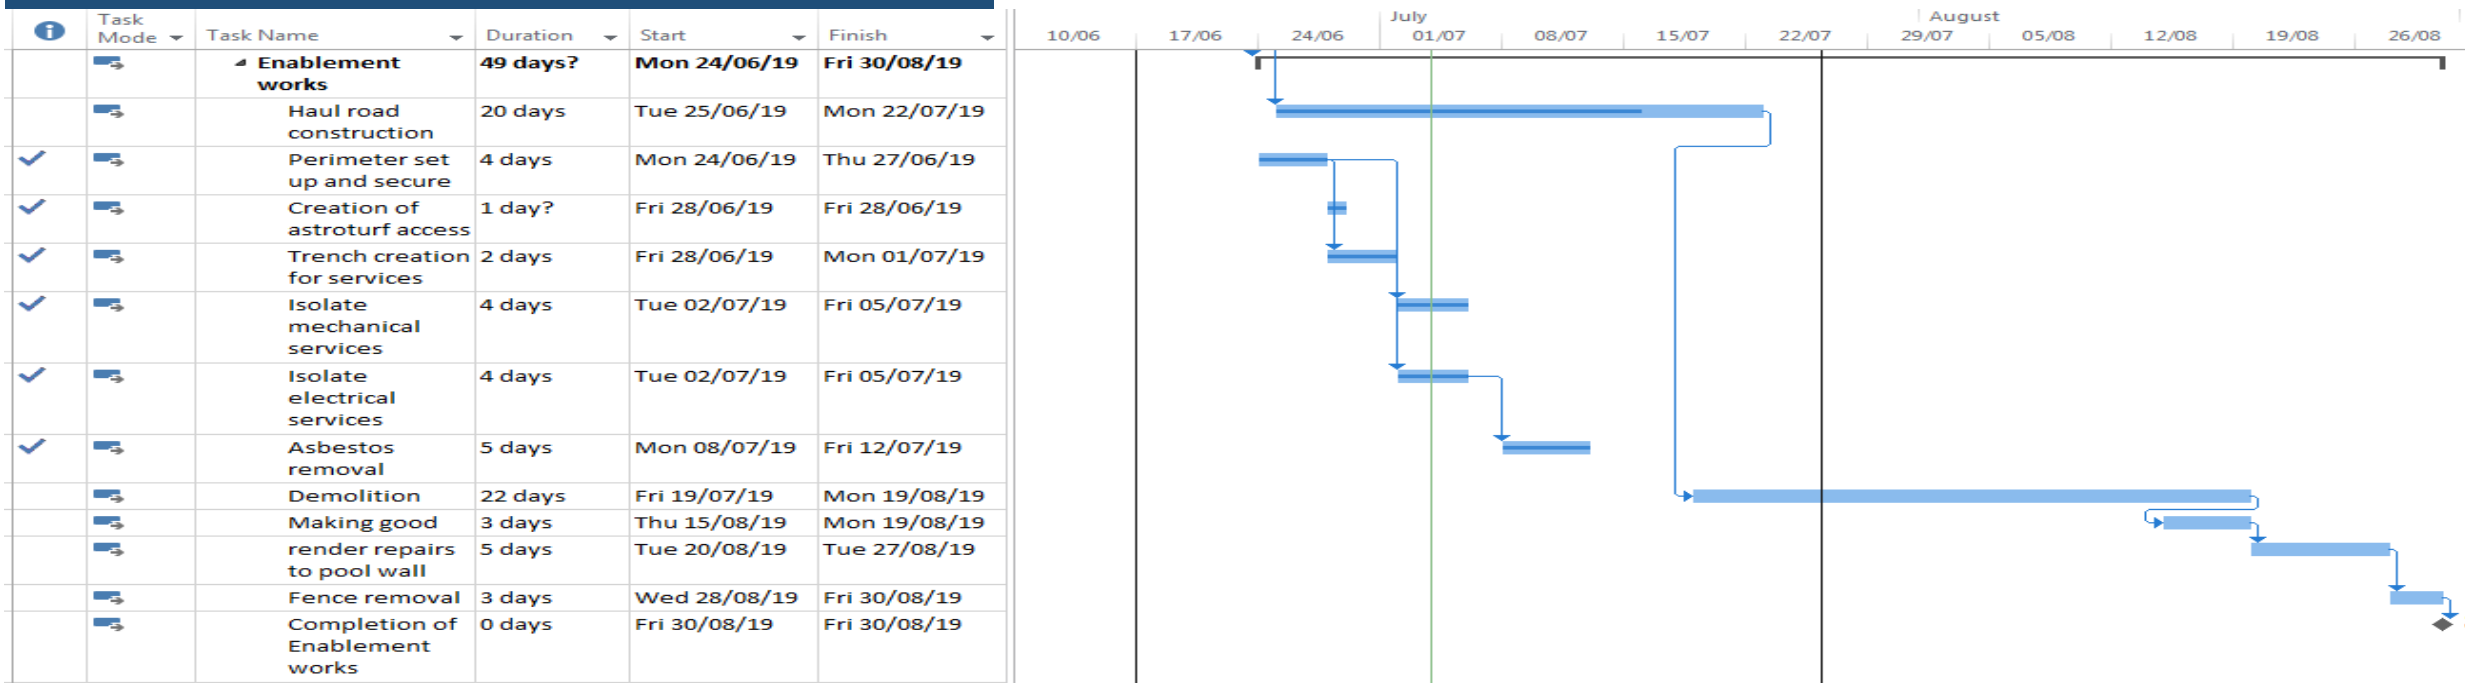 Task
Mode
Task Name
Duration
Start
Finish
July
August
10/06 17/06 24/06 01/07 08/07 15/07 22/07 29/07 05/08 12/08 19/08 26/08
Enablement 49 days? Mon 24/06/19 Fri 30/08/19
works
Haul road 20 days Tue 25/06/19 Mon 22/07/19
construction
Perimeter set 4 days Mon 24/06/19 Thu 27/06/19
up and secure
Creation of 1 day? Fri 28/06/19 Fri 28/06/19
astroturf access
Trench creation 2 days Fri 28/06/19 Mon 01/07/19
for services
Isolate 4 days Tue 02/07/19 Fri 05/07/19
mechanical
services
Isolate 4 days Tue 02/07/19 Fri 05/07/19
electrical
services
Asbestos 5 days Mon 08/07/19 Fri 12/07/19
removal
Demolition 22 days Fri 19/07/19 Mon 19/08/19
Making good 3 days Thu 15/08/19 Mon 19/08/19
render repairs 5 days Tue 20/08/19 Tue 27/08/19
to pool wall
Fence removal 3 days Wed 28/08/19 Fri 30/08/19
Completion of 0 days Fri 30/08/19 Fri 30/08/19
Enablement
works